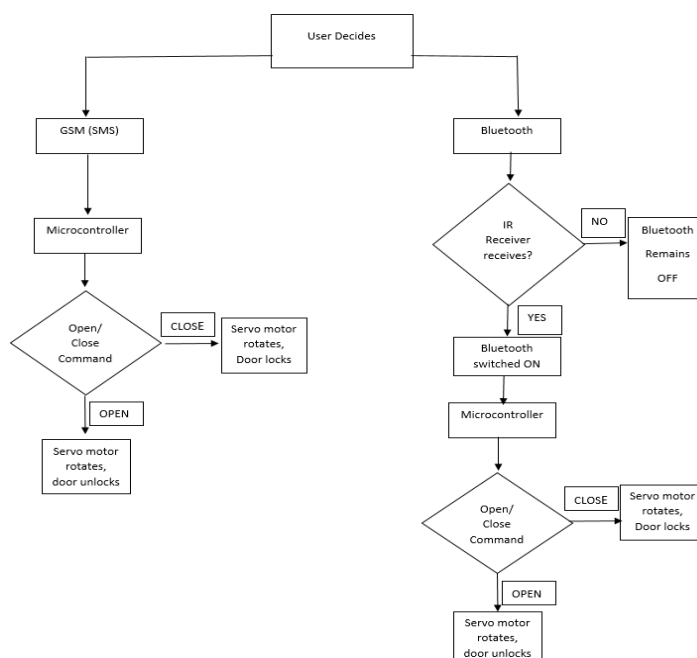 User Decides
GSM (SMS)
Microcontroller
Open/
Close
Command
CLOSE
Servo motor
rotates,
Door locks
OPEN
Servo motor
rotates,
door unlocks
Bluetooth
IR
Receiver
receives?
NO
Bluetooth
Remains
OFF
YES
Bluetooth
switched ON
Microcontroller
Open/
Close
Command
CLOSE
Servo motor
rotates,
Door locks
OPEN
Servo motor
rotates,
door unlocks